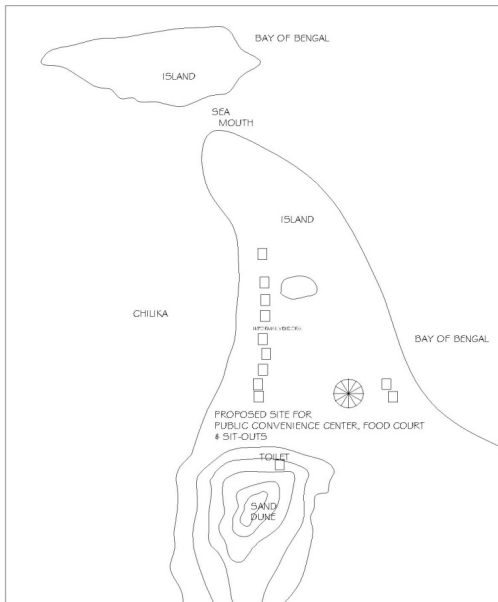 BAY OF BENGAL
ISLAND
SEA
MOUTH
ISLAND
CHILIKA
BAY OF BENGAL
PROPOSED SITE FOR
PUBLIC CONVENIENCE CENTER, FOOD COURT
& SIT-OUTS
TOILET
SAND
DUNE